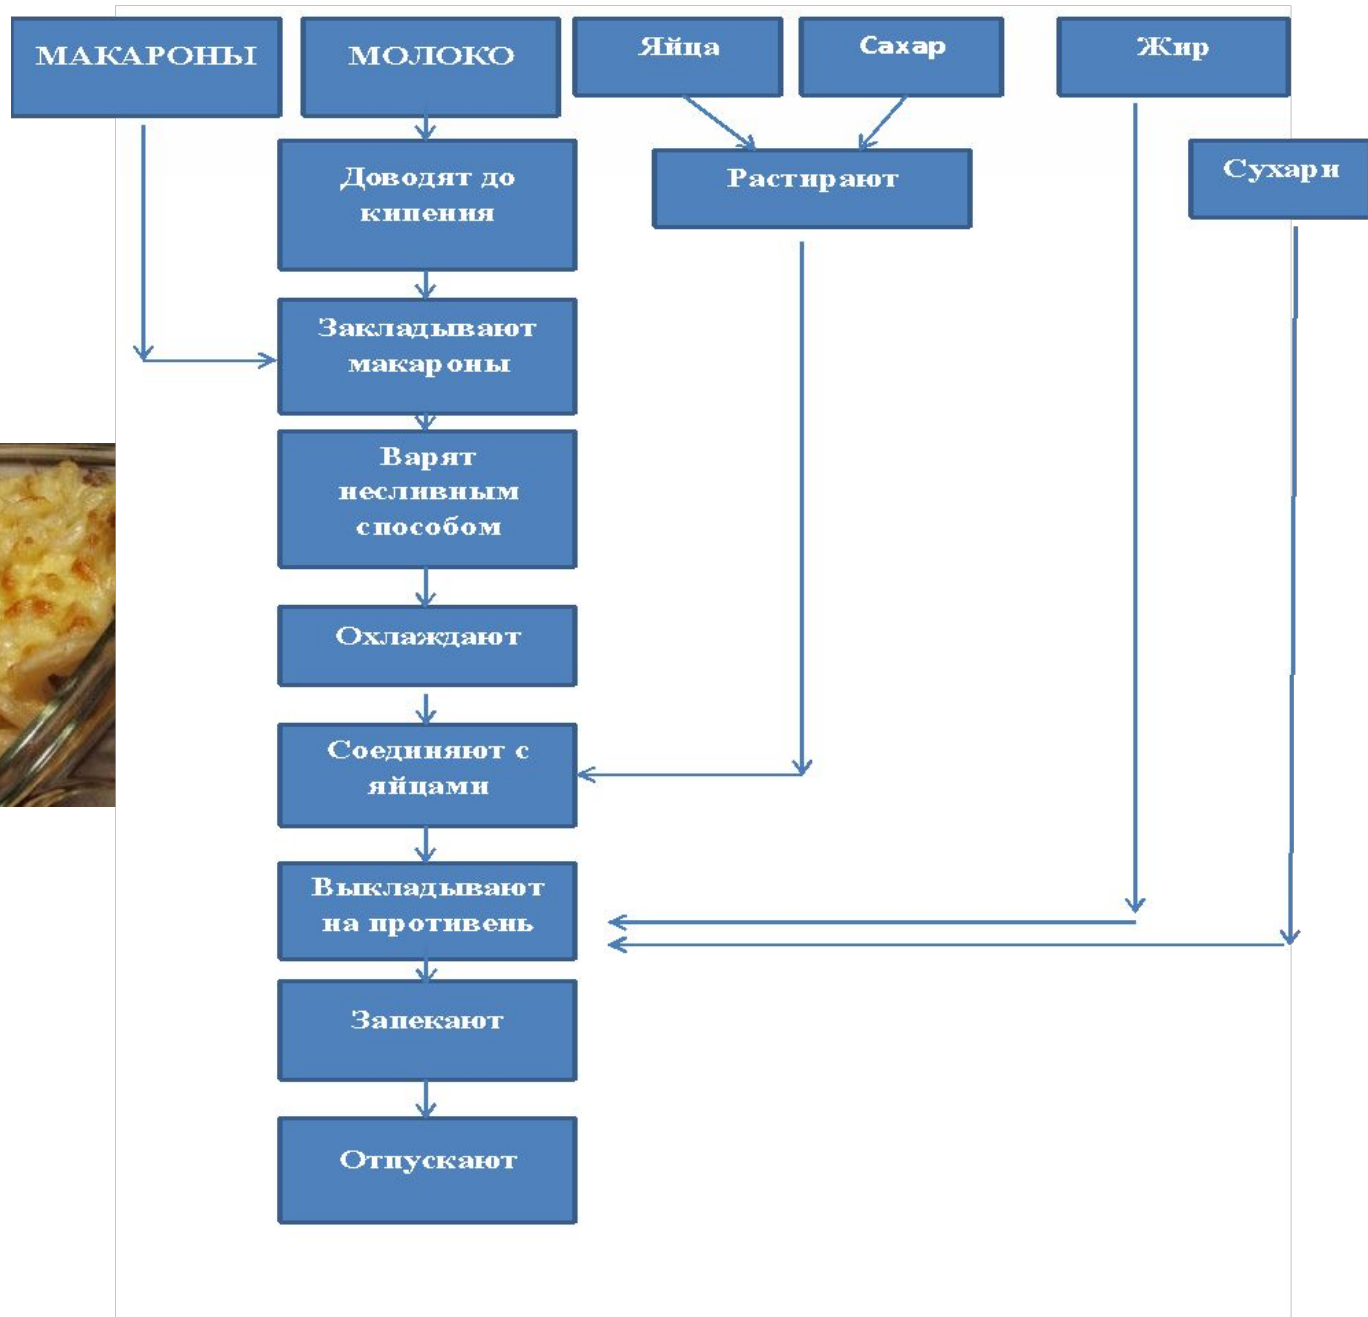 МАКАРОНЫ
МОЛОКО
Яйца
Сахар
Жир
Сухари
Доводят до
кипения
Растирают
Закладывают
макароны
Варят
несливным
способом
Охлаждают
Соединяют с
яйцами
Выкладывают
на противень
Запекают
Отпускают